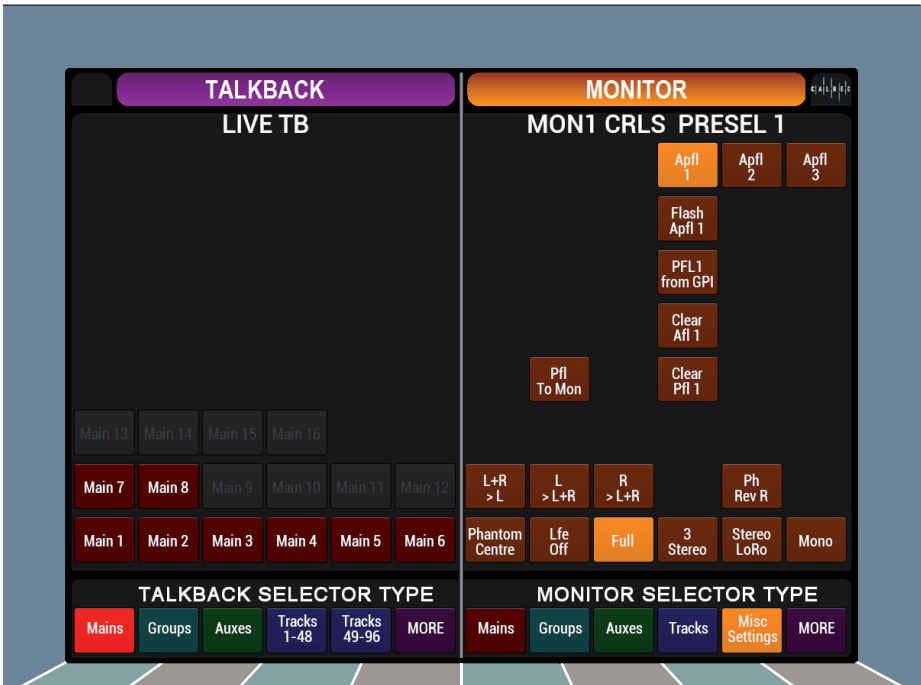 TALKBACK
MONITOR
CALREC
LIVE TB
MON1 CRLS PRESEL 1
Apfl
1
Apfl
2
Apfl
3
Flash
Apfl 1
PFL1
from GPI
Clear
Afl 1
Pfl
To Mon
Clear
Pfl 1
Main 13
Main 14
Main 15
Main 16
Main 7
Main 8
Main 9
Main 10
Main 11
Main 12
L+R
> L
L
> L+R
R
> L+R
Ph
Rev R
Main 1
Main 2
Main 3
Main 4
Main 5
Main 6
Phantom
Centre
Lfe
Off
Full
3
Stereo
Stereo
LoRo
Mono
TALKBACK SELECTOR TYPE
MONITOR SELECTOR TYPE
Mains
Groups
Auxes
Tracks
1-48
Tracks
49-96
MORE
Mains
Groups
Auxes
Tracks
Misc
Settings
MORE